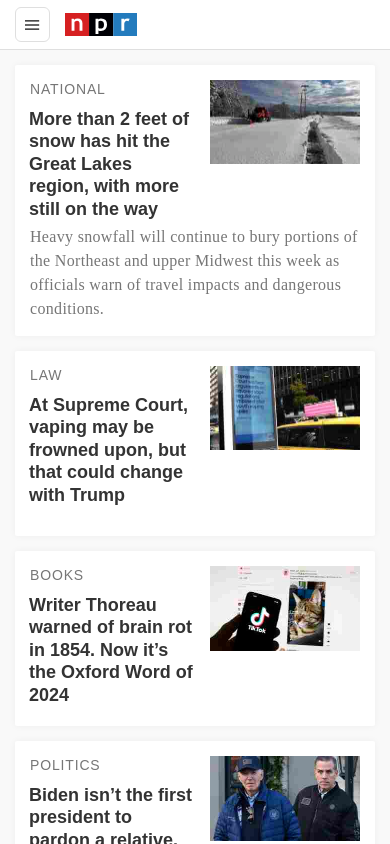 npr
NATIONAL
More than 2 feet of
snow has hit the
Great Lakes
region, with more
still on the way
Heavy snowfall will continue to bury portions of
the Northeast and upper Midwest this week as
officials warn of travel impacts and dangerous
conditions.
LAW
At Supreme Court,
vaping may be
frowned upon, but
that could change
with Trump
BOOKS
Writer Thoreau
warned of brain rot
in 1854. Now it’s
the Oxford Word of
2024
TikTok
POLITICS
Biden isn’t the first
president to
pardon a relative.